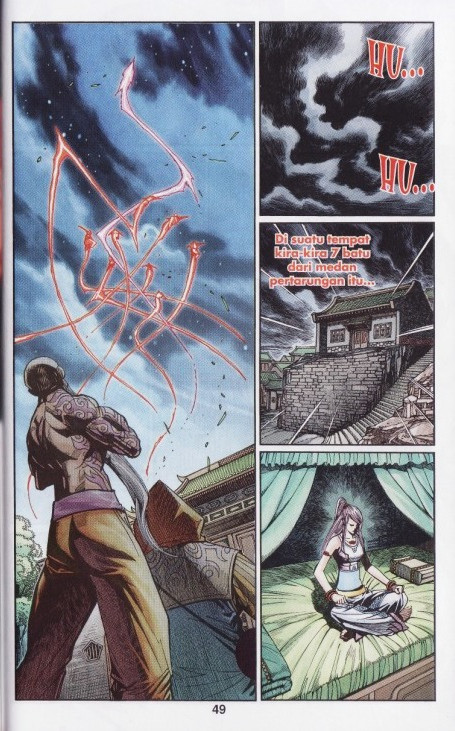 HU...
HU...
Di suatu tempat
kira-kira 7 batu
dari medan
pertarungan itu...
49